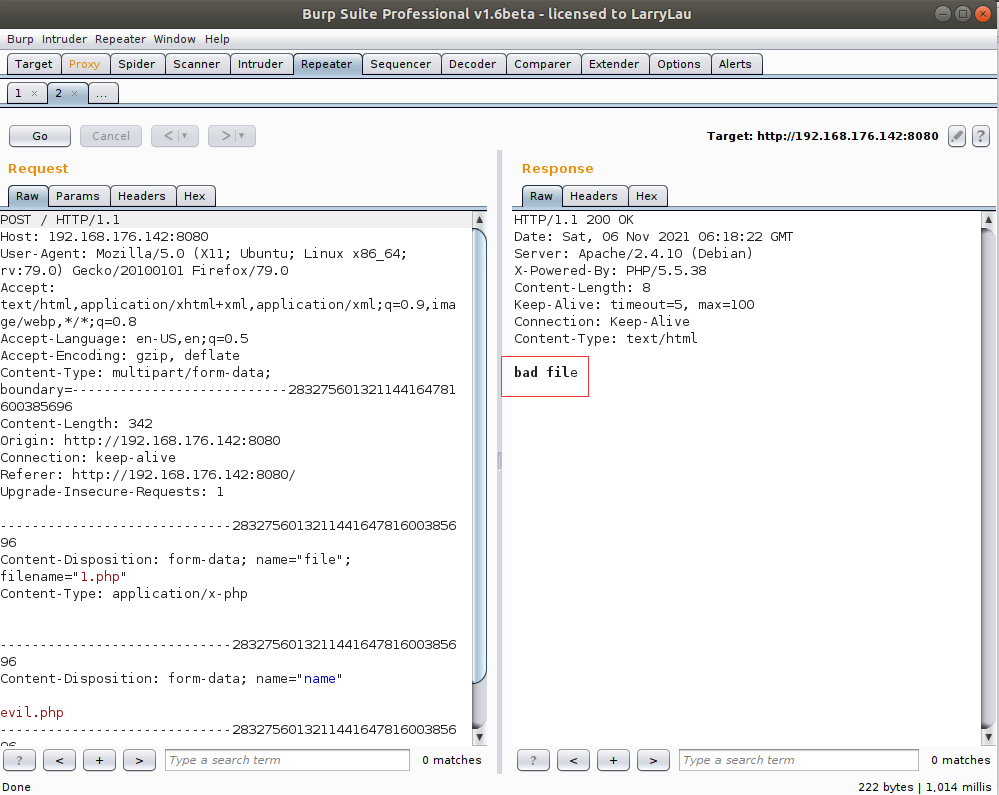 Burp Suite Professional v1.6beta - licensed to LarryLau
Burp Intruder Repeater Window Help
Target Proxy Spider Scanner Intruder Repeater Sequencer Decoder Comparer Extender Options Alerts
1 × 2 × ...
Go Cancel < | ▼ > | ▼ Target: http://192.168.176.142:8080 ?
Request
Raw Params Headers Hex
POST / HTTP/1.1
Host: 192.168.176.142:8080
User-Agent: Mozilla/5.0 (X11; Ubuntu; Linux x86_64;
rv:79.0) Gecko/20100101 Firefox/79.0
Accept:
text/html,application/xhtml+xml,application/xml;q=0.9,ima
ge/webp,*/*;q=0.8
Accept-Language: en-US,en;q=0.5
Accept-Encoding: gzip, deflate
Content-Type: multipart/form-data;
boundary=---------------------------283275601321144164781
600385696
Content-Length: 342
Origin: http://192.168.176.142:8080
Connection: keep-alive
Referer: http://192.168.176.142:8080/
Upgrade-Insecure-Requests: 1
-----------------------------2832756013211441647816003856
96
Content-Disposition: form-data; name="file";
filename="1.php"
Content-Type: application/x-php
-----------------------------2832756013211441647816003856
96
Content-Disposition: form-data; name="name"
evil.php
-----------------------------2832756013211441647816003856
96
? < + > Type a search term 0 matches
Response
Raw Headers Hex
HTTP/1.1 200 OK
Date: Sat, 06 Nov 2021 06:18:22 GMT
Server: Apache/2.4.10 (Debian)
X-Powered-By: PHP/5.5.38
Content-Length: 8
Keep-Alive: timeout=5, max=100
Connection: Keep-Alive
Content-Type: text/html
bad file
? < + > Type a search term 0 matches
Done 222 bytes | 1,014 millis